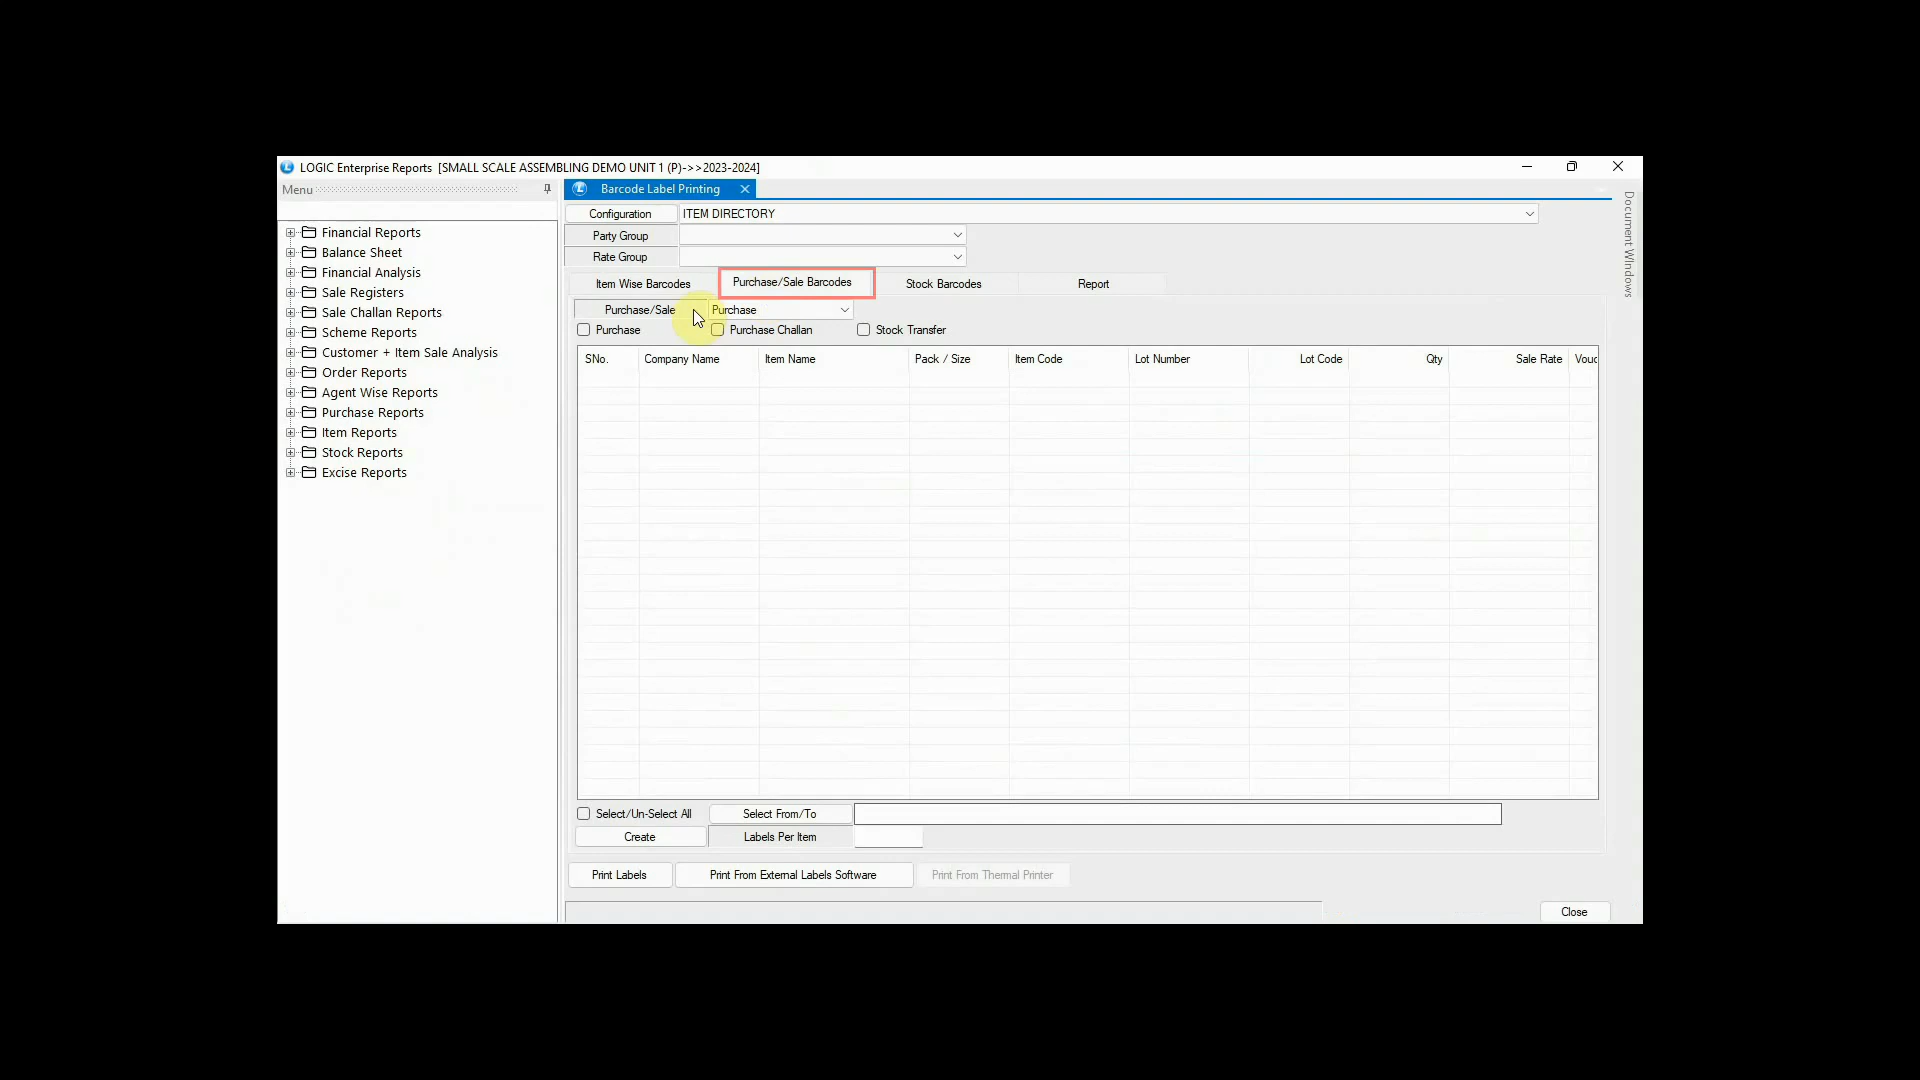 LOGIC Enterprise Reports [SMALL SCALE ASSEMBLING DEMO UNIT 1 (P)->>2023-2024]
Menu
Financial Reports
Balance Sheet
Financial Analysis
Sale Registers
Sale Challan Reports
Scheme Reports
Customer + Item Sale Analysis
Order Reports
Agent Wise Reports
Purchase Reports
Item Reports
Stock Reports
Excise Reports
Barcode Label Printing
Configuration ITEM DIRECTORY
Party Group
Rate Group
Item Wise Barcodes Purchase/Sale Barcodes Stock Barcodes Report
Purchase/Sale Purchase
Purchase Purchase Challan Stock Transfer
SNo. Company Name Item Name Pack / Size Item Code Lot Number Lot Code Qty Sale Rate Vouc
Select/Un-Select All Select From/To
Create Labels Per Item
Print Labels Print From External Labels Software Print From Thermal Printer
Close
Document Windows